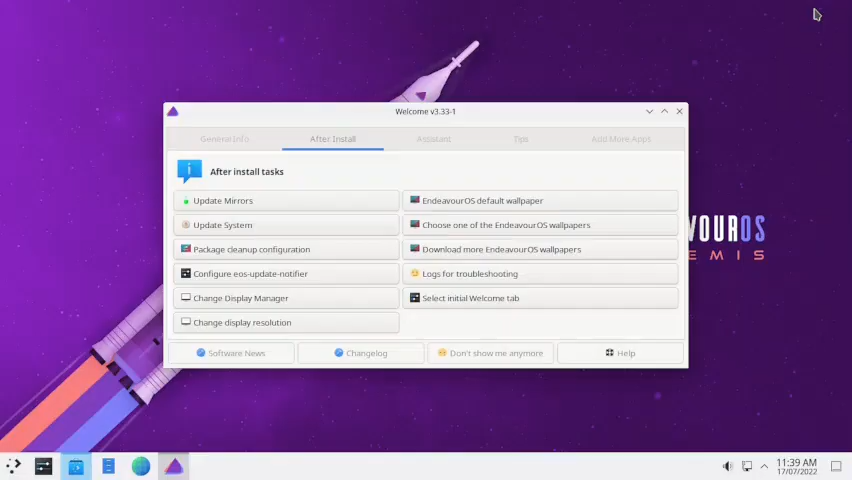 Welcome v3.33-1
General Info
After Install
Assistant
Tips
Add More Apps
After install tasks
Update Mirrors
EndeavourOS default wallpaper
Update System
Choose one of the EndeavourOS wallpapers
Package cleanup configuration
Download more EndeavourOS wallpapers
Configure eos-update-notifier
Logs for troubleshooting
Change Display Manager
Select initial Welcome tab
Change display resolution
Software News
Changelog
Don't show me anymore
Help
VOUROS
EMIS
11:39 AM
17/07/2022